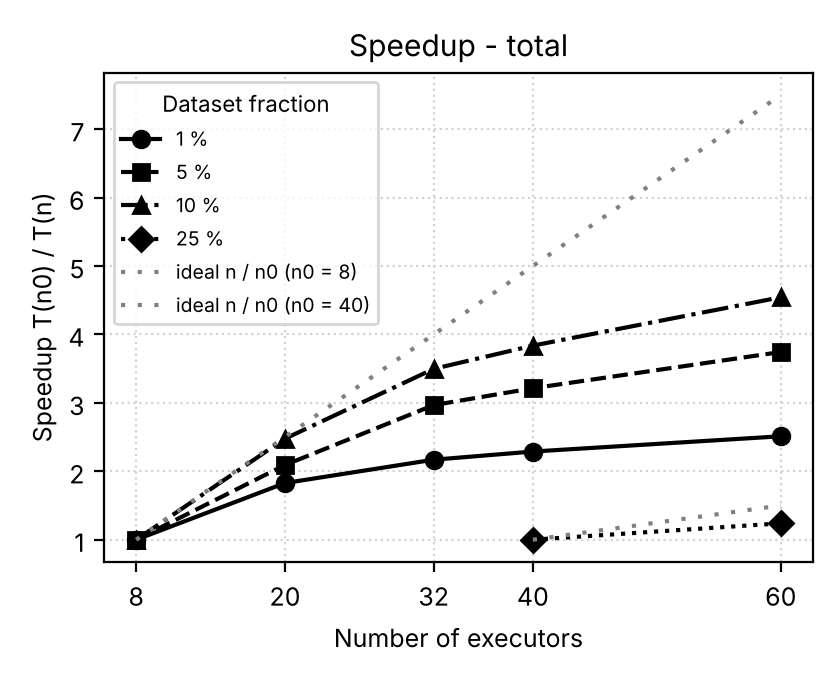 Speedup - total
Dataset fraction
1 %
5 %
10 %
25 %
ideal n / n0 (n0 = 8)
ideal n / n0 (n0 = 40)
Speedup T(n0) / T(n)
7
6
5
4
3
2
1
8 20 32 40 60
Number of executors